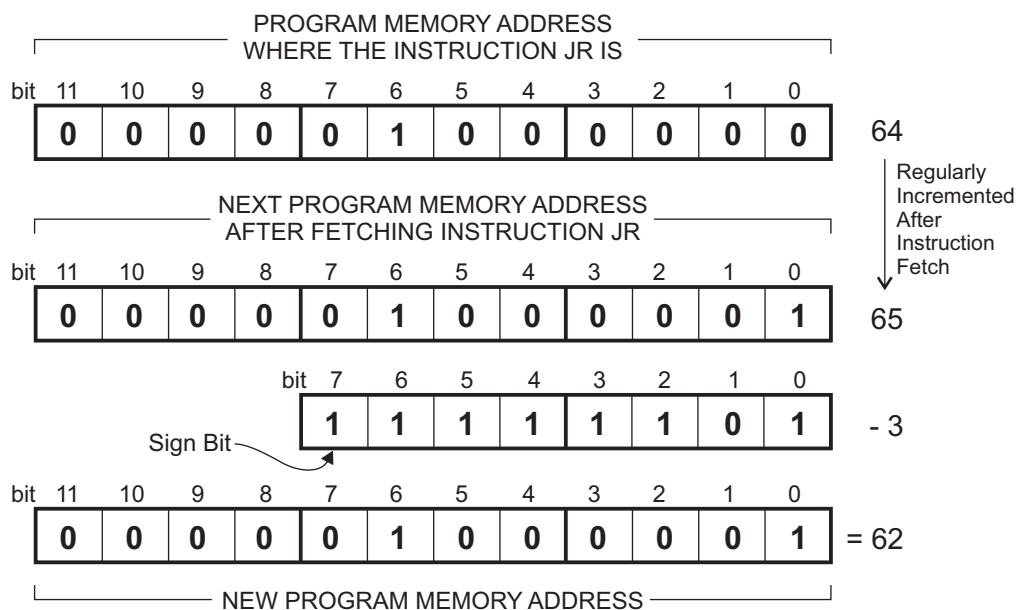 PROGRAM MEMORY ADDRESS
WHERE THE INSTRUCTION JR IS
bit 11 10 9 8 7 6 5 4 3 2 1 0
0 0 0 0 0 1 0 0 0 0 0 0 64
Regularly
Incremented
After
Instruction
Fetch
NEXT PROGRAM MEMORY ADDRESS
AFTER FETCHING INSTRUCTION JR
bit 11 10 9 8 7 6 5 4 3 2 1 0
0 0 0 0 0 1 0 0 0 0 0 1 65
bit 7 6 5 4 3 2 1 0
1 1 1 1 1 1 0 1 - 3
Sign Bit
bit 11 10 9 8 7 6 5 4 3 2 1 0
0 0 0 0 0 1 0 0 0 0 0 1 = 62
NEW PROGRAM MEMORY ADDRESS